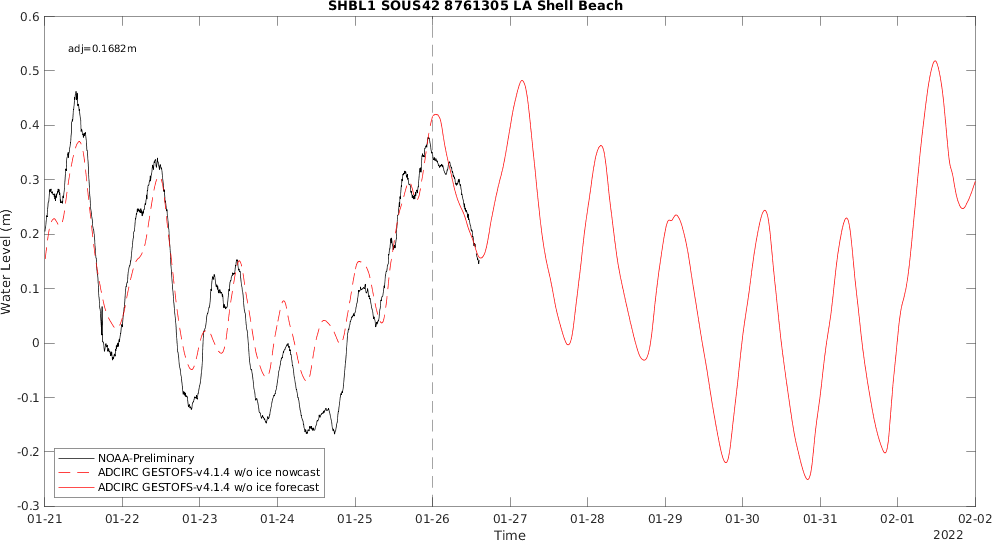 SHBL1 SOUS42 8761305 LA Shell Beach
adj=0.1682m
0.6
0.5
0.4
0.3
0.2
0.1
0
-0.1
-0.2
-0.3
Water Level (m)
NOAA-Preliminary
ADCIRC GESTOFS-v4.1.4 w/o ice nowcast
ADCIRC GESTOFS-v4.1.4 w/o ice forecast
01-21 01-22 01-23 01-24 01-25 01-26 01-27 01-28 01-29 01-30 01-31 02-01 02-02
Time
2022